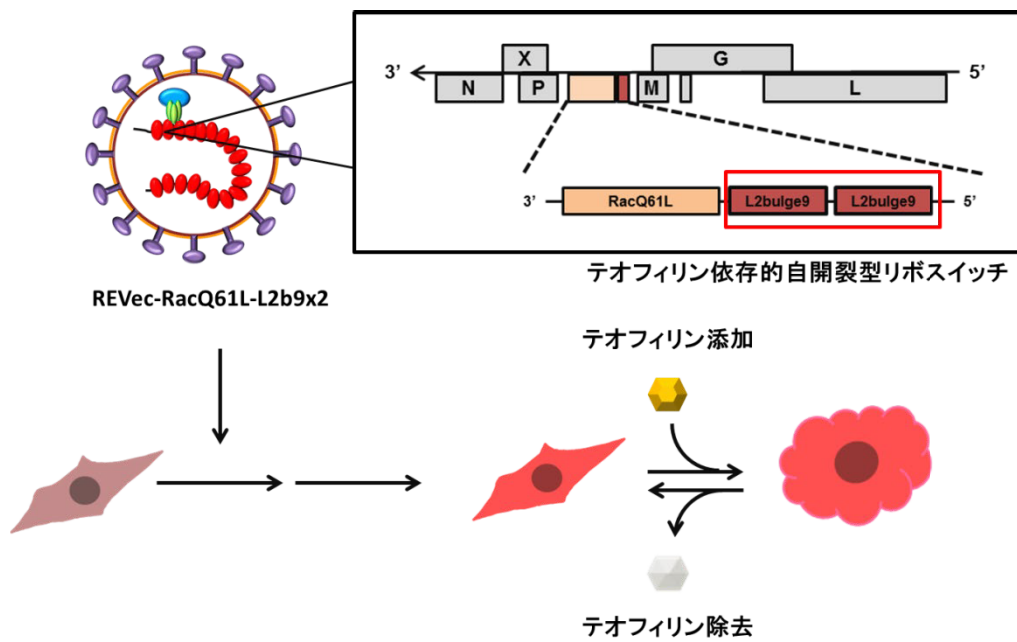 X
G
3’
5’
N
P
M
L
3’
RacQ61L
L2bulge9
L2bulge9
5’
テオフィリン依存的自開裂型リボスイッチ
REVec-RacQ61L-L2b9x2
テオフィリン添加
テオフィリン除去